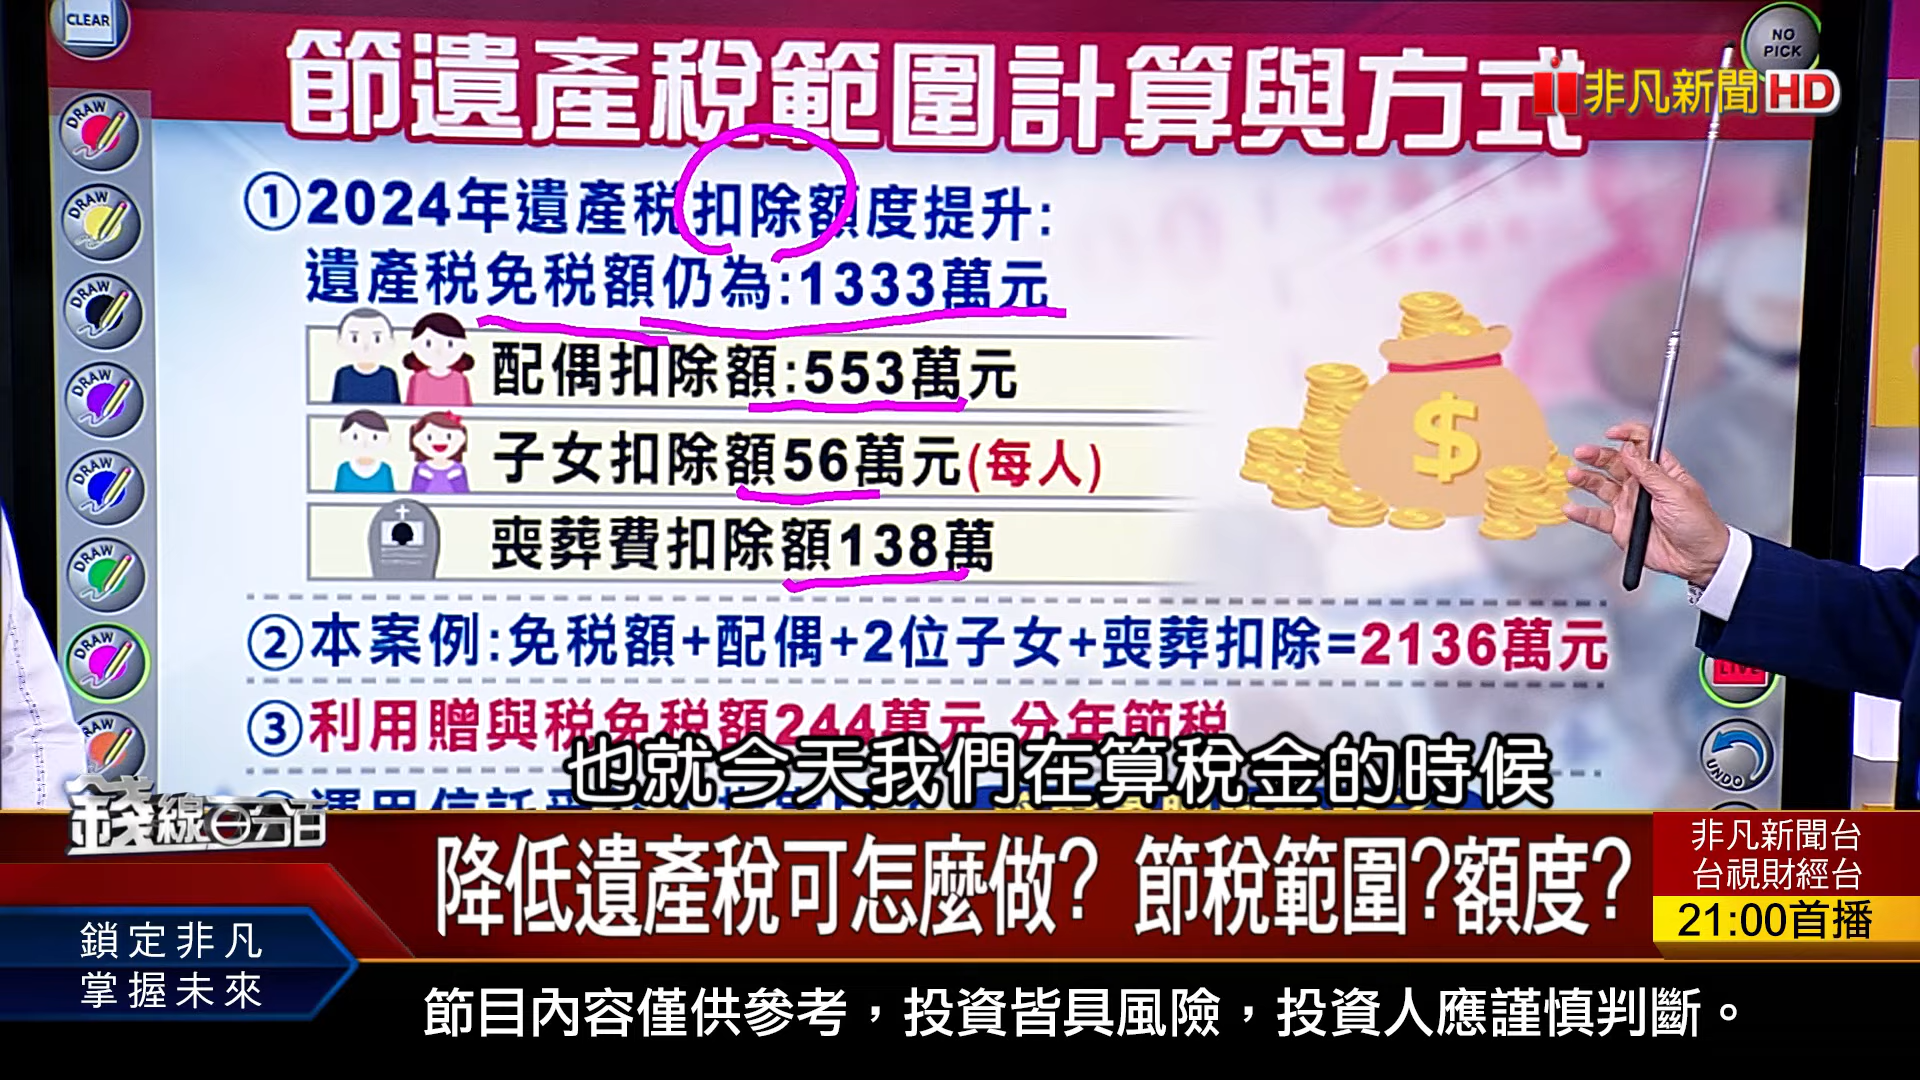 CLEAR
節遺產稅範圍計算與方式
NO PICK
非凡新聞HD
DRAW
①2024年遺產稅扣除額度提升:
DRAW
遺產稅免稅額仍為:1333萬元
DRAW
配偶扣除額:553萬元
DRAW
子女扣除額56萬元(每人)
DRAW
喪葬費扣除額138萬
DRAW
②本案例:免稅額+配偶+2位子女+喪葬扣除=2136萬元
DRAW
LIVE
③利用贈與稅免稅額244萬元 分年節稅
DRAW
UNDO
也就今天我們在算稅金的時候
錢線百分百
降低遺產稅可怎麼做? 節稅範圍?額度?
非凡新聞台
台視財經台
21:00首播
鎖定非凡
掌握未來
節目內容僅供參考，投資皆具風險，投資人應謹慎判斷。